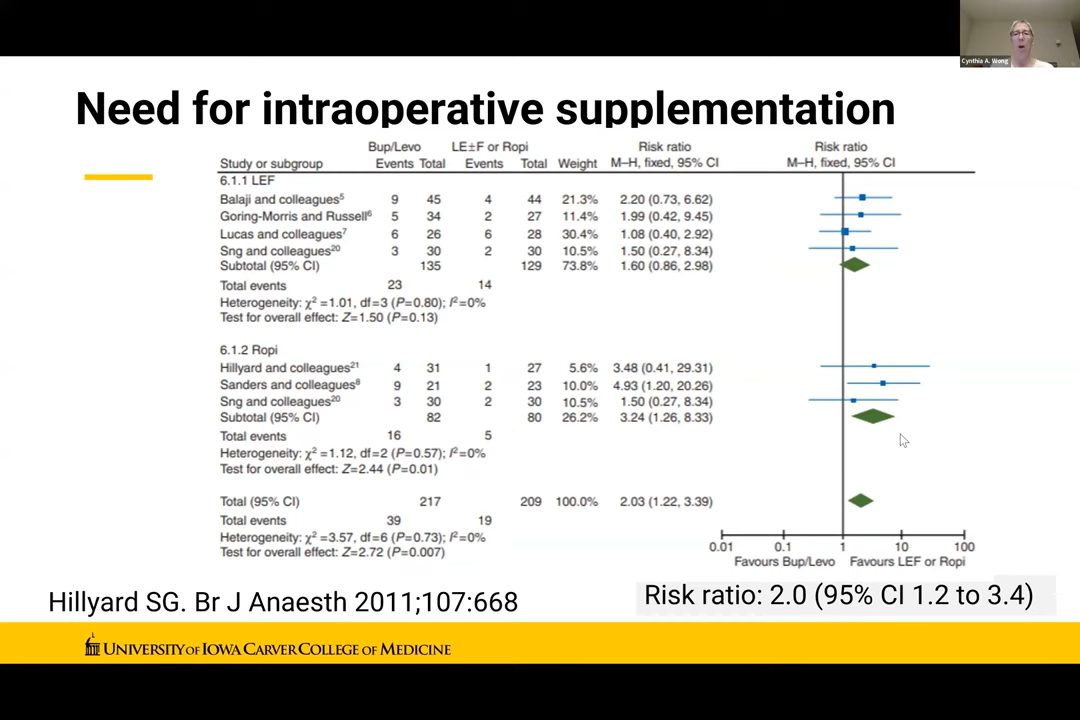 Cynthia A. Wong
Need for intraoperative supplementation
Bup/Levo LE±F or Ropi Risk ratio Risk ratio
Study or subgroup Events Total Events Total Weight M–H, fixed, 95% CI M–H, fixed, 95% CI
6.1.1 LEF
Balaji and colleagues5 9 45 4 44 21.3% 2.20 (0.73, 6.62)
Goring-Morris and Russell6 5 34 2 27 11.4% 1.99 (0.42, 9.45)
Lucas and colleagues7 6 26 6 28 30.4% 1.08 (0.40, 2.92)
Sng and colleagues20 3 30 2 30 10.5% 1.50 (0.27, 8.34)
Subtotal (95% CI) 135 129 73.8% 1.60 (0.86, 2.98)
Total events 23 14
Heterogeneity: χ2 =1.01, df=3 (P=0.80); I2=0%
Test for overall effect: Z=1.50 (P=0.13)
6.1.2 Ropi
Hillyard and colleagues21 4 31 1 27 5.6% 3.48 (0.41, 29.31)
Sanders and colleagues8 9 21 2 23 10.0% 4.93 (1.20, 20.26)
Sng and colleagues20 3 30 2 30 10.5% 1.50 (0.27, 8.34)
Subtotal (95% CI) 82 80 26.2% 3.24 (1.26, 8.33)
Total events 16 5
Heterogeneity: χ2 =1.12, df=2 (P=0.57); I2=0%
Test for overall effect: Z=2.44 (P=0.01)
Total (95% CI) 217 209 100.0% 2.03 (1.22, 3.39)
Total events 39 19
Heterogeneity: χ2 =3.57, df=6 (P=0.73); I2=0%
Test for overall effect: Z=2.72 (P=0.007)
0.01 0.1 1 10 100
Favours Bup/Levo Favours LEF or Ropi
Hillyard SG. Br J Anaesth 2011;107:668
Risk ratio: 2.0 (95% CI 1.2 to 3.4)
UNIVERSITY OF IOWA CARVER COLLEGE OF MEDICINE